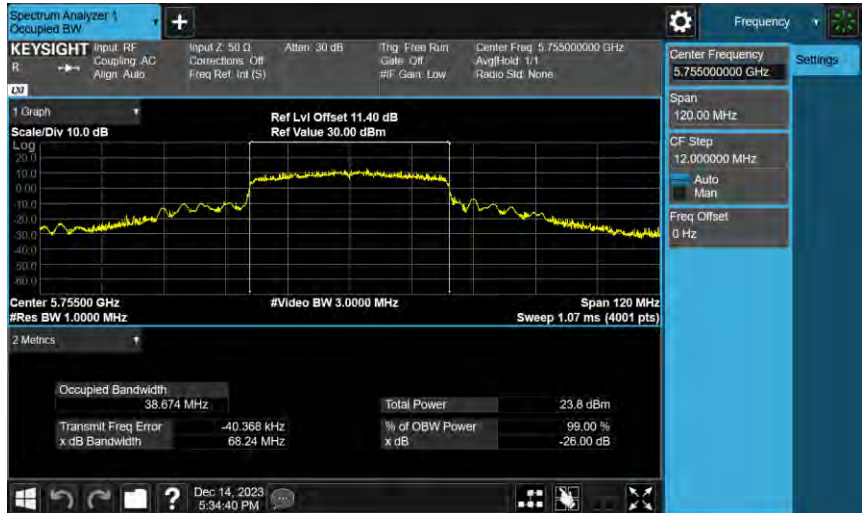 Spectrum Analyzer 1
Occupied BW
Frequency
KEYSIGHT
R
LXI
Input: RF
Coupling: AC
Align: Auto
Input Z: 50 Ω
Corrections: Off
Freq Ref: Int (S)
Atten: 30 dB
Trig: Free Run
Gate: Off
#IF Gain: Low
Center Freq: 5.755000000 GHz
Avg|Hold: 1/1
Radio Std: None
1 Graph
Scale/Div 10.0 dB
Ref Lvl Offset 11.40 dB
Ref Value 30.00 dBm
Log
20.0
10.0
0.00
-10.0
-20.0
-30.0
-40.0
-50.0
-60.0
Center 5.75500 GHz
#Res BW 1.0000 MHz
#Video BW 3.0000 MHz
Span 120 MHz
Sweep 1.07 ms (4001 pts)
2 Metrics
Occupied Bandwidth
38.674 MHz
Total Power 23.8 dBm
Transmit Freq Error -40.368 kHz
% of OBW Power 99.00 %
x dB Bandwidth 68.24 MHz
x dB -26.00 dB
Dec 14, 2023
5:34:40 PM
Center Frequency
5.755000000 GHz
Settings
Span
120.00 MHz
CF Step
12.000000 MHz
Auto
Man
Freq Offset
0 Hz